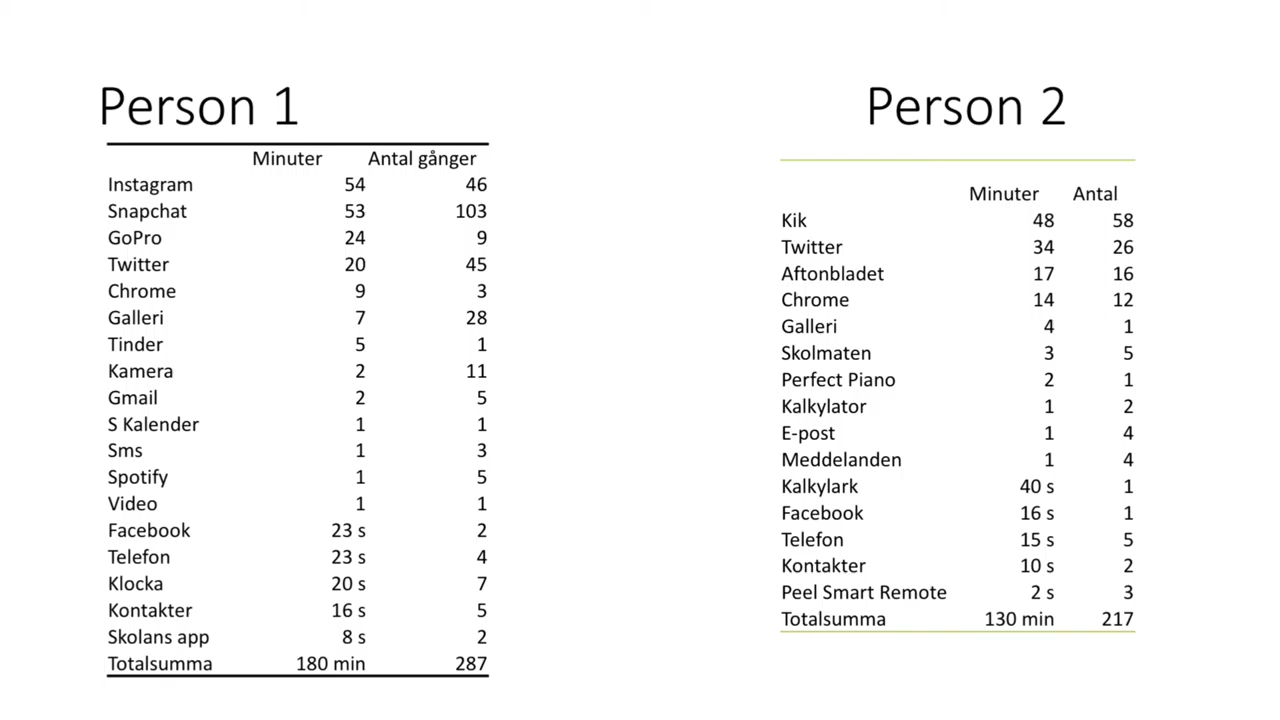 Person 1
Minuter Antal gånger
Instagram 54 46
Snapchat 53 103
GoPro 24 9
Twitter 20 45
Chrome 9 3
Galleri 7 28
Tinder 5 1
Kamera 2 11
Gmail 2 5
S Kalender 1 1
Sms 1 3
Spotify 1 5
Video 1 1
Facebook 23 s 2
Telefon 23 s 4
Klocka 20 s 7
Kontakter 16 s 5
Skolans app 8 s 2
Totalsumma 180 min 287
Person 2
Minuter Antal
Kik 48 58
Twitter 34 26
Aftonbladet 17 16
Chrome 14 12
Galleri 4 1
Skolmaten 3 5
Perfect Piano 2 1
Kalkylator 1 2
E-post 1 4
Meddelanden 1 4
Kalkylark 40 s 1
Facebook 16 s 1
Telefon 15 s 5
Kontakter 10 s 2
Peel Smart Remote 2 s 3
Totalsumma 130 min 217